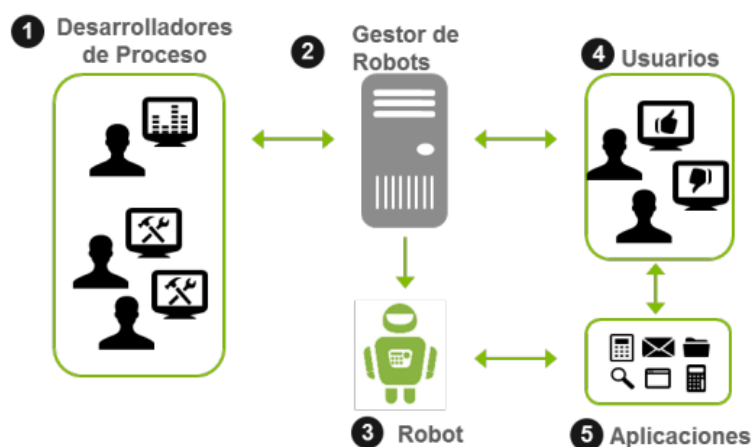 1 Desarrolladores
de Proceso
2 Gestor de
Robots
4 Usuarios
3 Robot
5 Aplicaciones